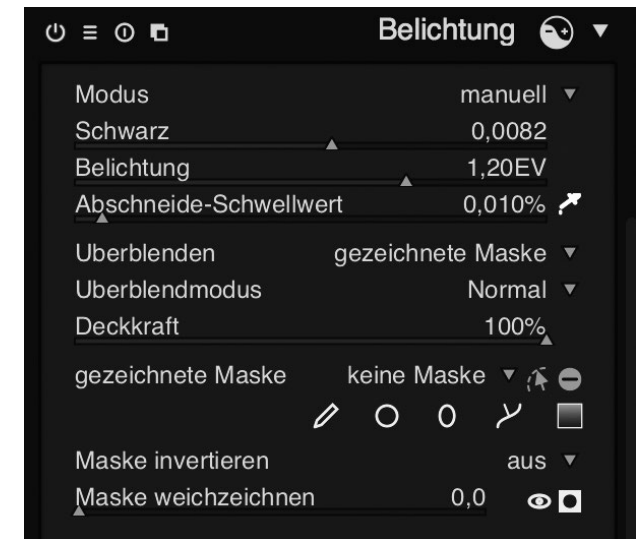 Belichtung
Modus manuell
Schwarz 0,0082
Belichtung 1,20EV
Abschneide-Schwellwert 0,010%
Uberblenden gezeichnete Maske
Uberblendmodus Normal
Deckkraft 100%
gezeichnete Maske keine Maske
Maske invertieren aus
Maske weichzeichnen 0,0